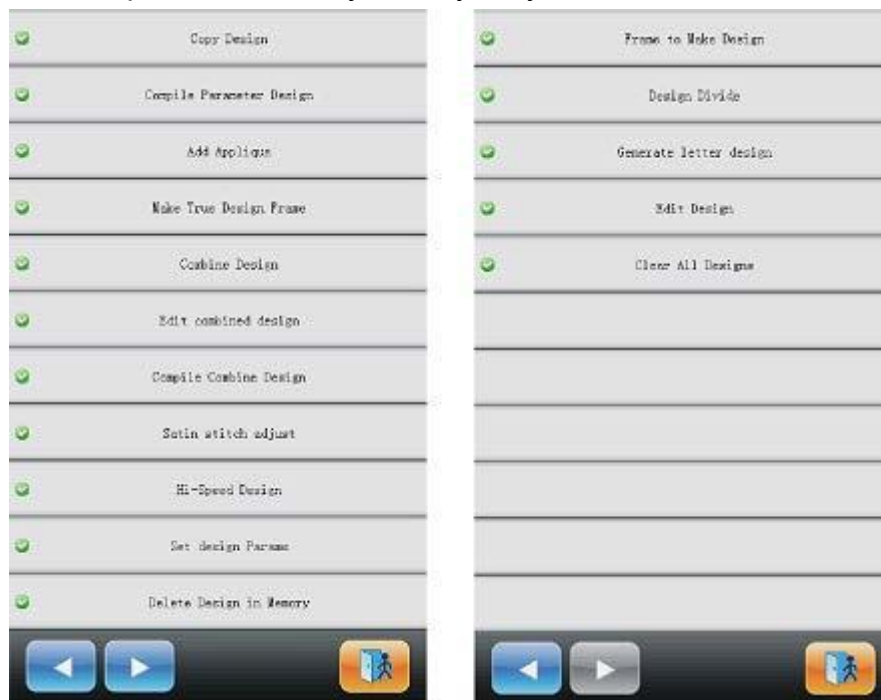 Copy Design
Compile Parameter Design
Add Applique
Make True Design Frame
Combine Design
Edit combined design
Compile Combine Design
Satin stitch adjust
Hi-Speed Design
Set design Params
Delete Design in Memory
Frame to Make Design
Design Divide
Generate letter design
Edit Design
Clear All Designs